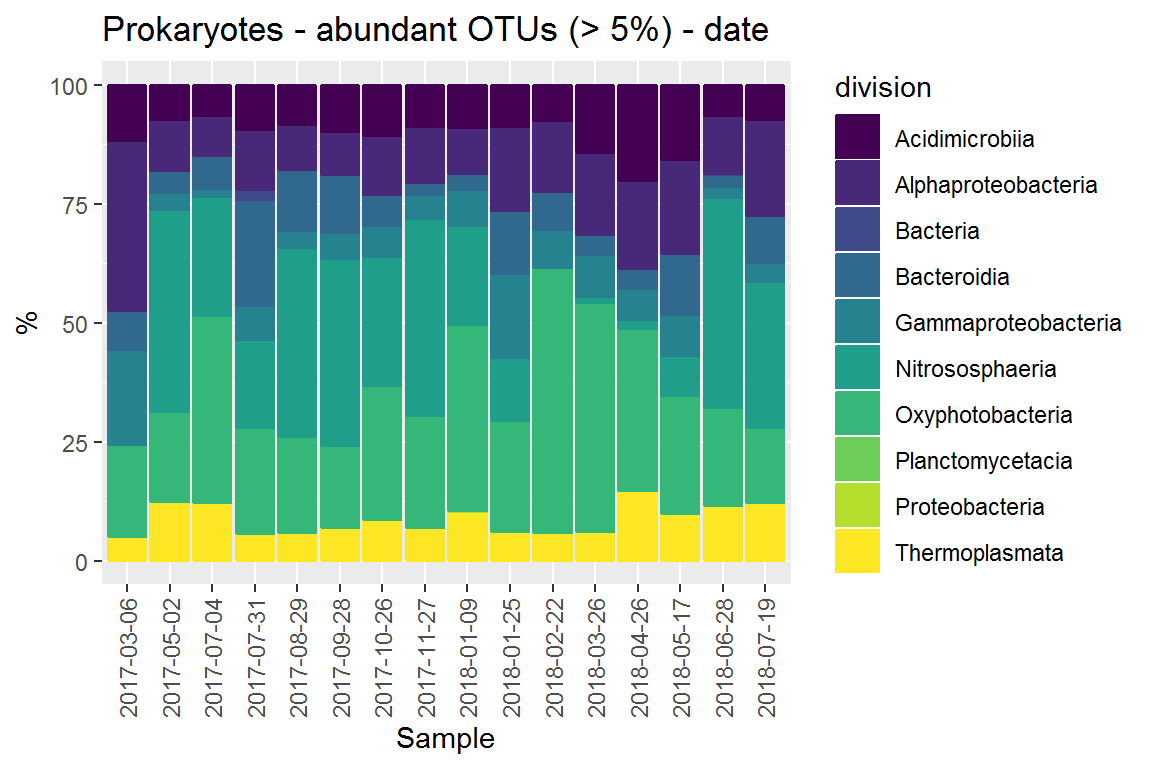 Prokaryotes - abundant OTUs (> 5%) - date
%
100
75
50
25
0
2017-03-06
2017-05-02
2017-07-04
2017-07-31
2017-08-29
2017-09-28
2017-10-26
2017-11-27
2018-01-09
2018-01-25
2018-02-22
2018-03-26
2018-04-26
2018-05-17
2018-06-28
2018-07-19
Sample
division
Acidimicrobiia
Alphaproteobacteria
Bacteria
Bacteroidia
Gammaproteobacteria
Nitrososphaeria
Oxyphotobacteria
Planctomycetacia
Proteobacteria
Thermoplasmata